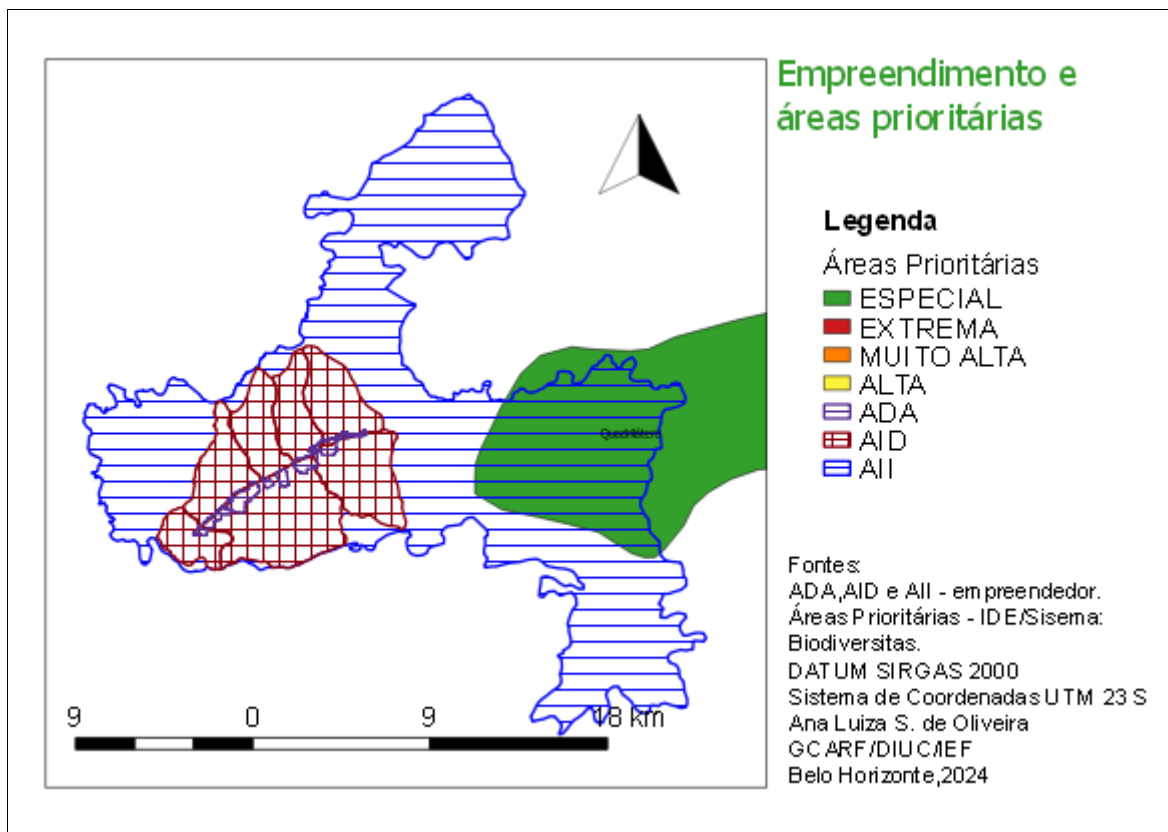 Empreendimento e
áreas prioritárias
Legenda
Áreas Prioritárias
ESPECIAL
EXTREMA
MUITO ALTA
ALTA
ADA
AID
AII
Quadrilátero
9 0 9 18 km
Fontes:
ADA,AID e AII - empreendedor.
Áreas Prioritárias - IDE/Sisema:
Biodiversitas.
DATUM SIRGAS 2000
Sistema de Coordenadas UTM 23 S
Ana Luiza S. de Oliveira
GCARF/DIUC/IEF
Belo Horizonte,2024